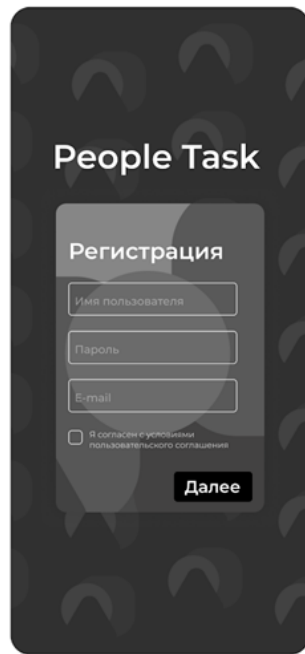 People Task
Регистрация
Имя пользователя
Пароль
E-mail
Я согласен с условиями
пользовательского соглашения
Далее